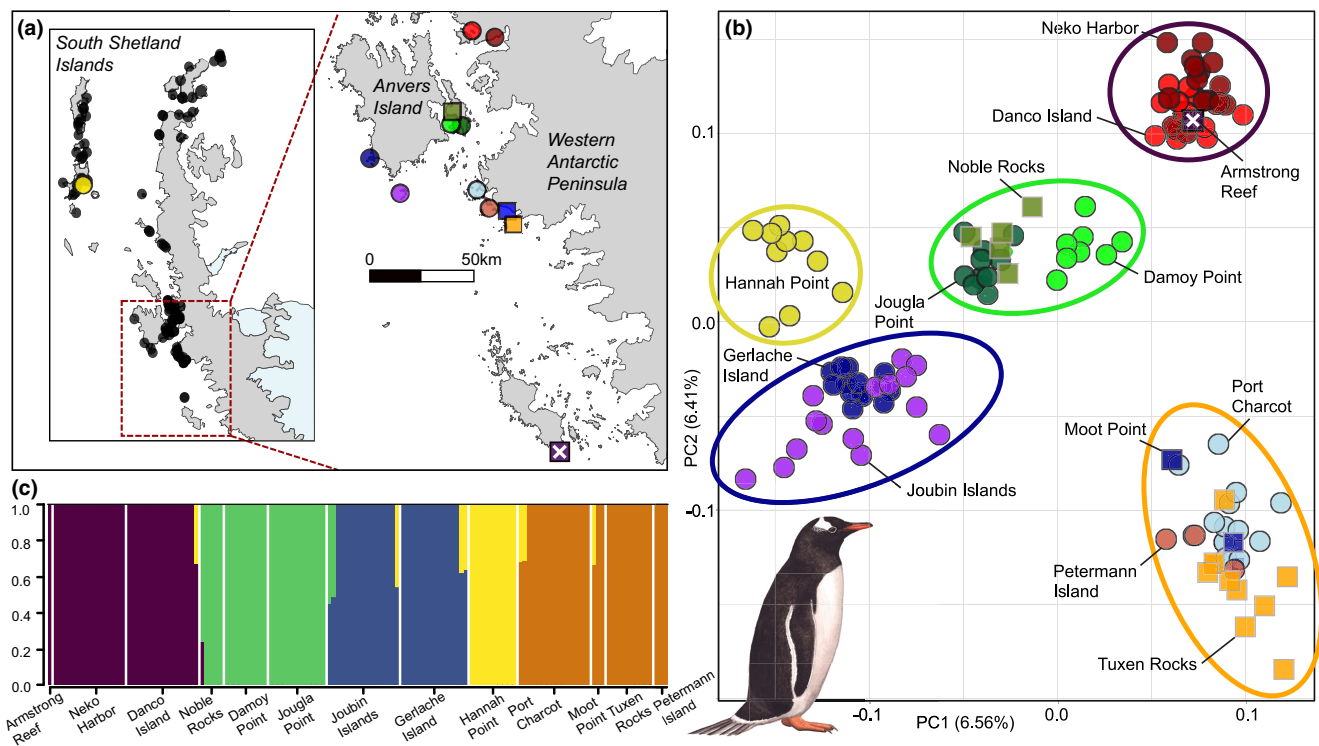 (a)
South Shetland
Islands
Anvers
Island
Western
Antarctic
Peninsula
0
50km
(b)
Neko Harbor
Danco Island
Armstrong
Reef
Noble Rocks
Hannah Point
Damoy Point
Jougla
Point
Gerlache
Island
Joubin Islands
Port
Charcot
Moot Point
Petermann
Island
Tuxen Rocks
0.1
0.0
-0.1
PC2 (6.41%)
-0.1
0.0
0.1
PC1 (6.56%)
(c)
1.0
0.8
0.6
0.4
0.2
0.0
Armstrong
Reef
Neko
Harbor
Danco
Island
Noble
Rocks
Damoy
Point
Jougla
Point
Joubin
Islands
Gerlache
Island
Hannah
Point
Port
Charcot
Moot
Point
Tuxen
Rocks
Petermann
Island